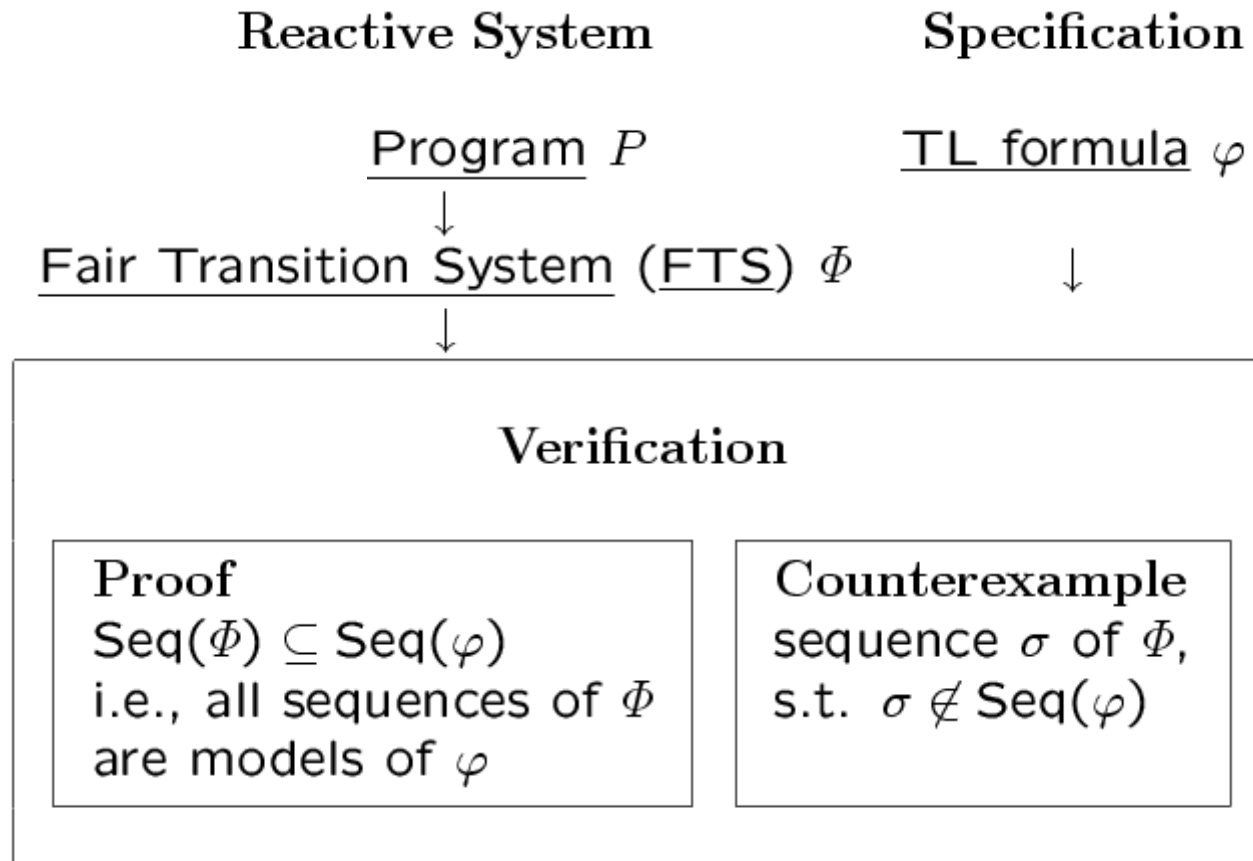 Reactive System Specification
Program P TL formula φ
↓
Fair Transition System (FTS) Φ ↓
↓
Verification
Proof
Seq(Φ) ⊆ Seq(φ)
i.e., all sequences of Φ
are models of φ
Counterexample
sequence σ of Φ,
s.t. σ ∉ Seq(φ)